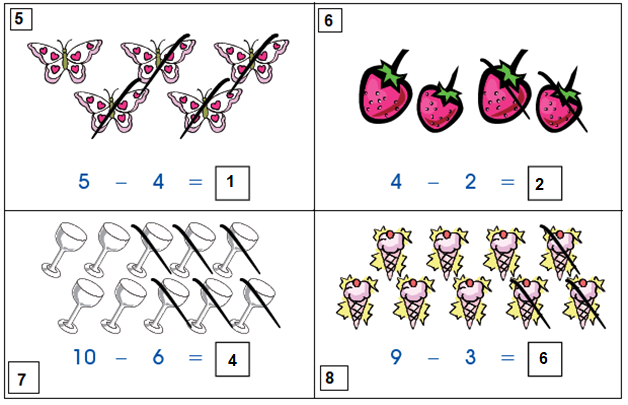 5
5 – 4 = 1
6
4 – 2 = 2
7
10 – 6 = 4
8
9 – 3 = 6